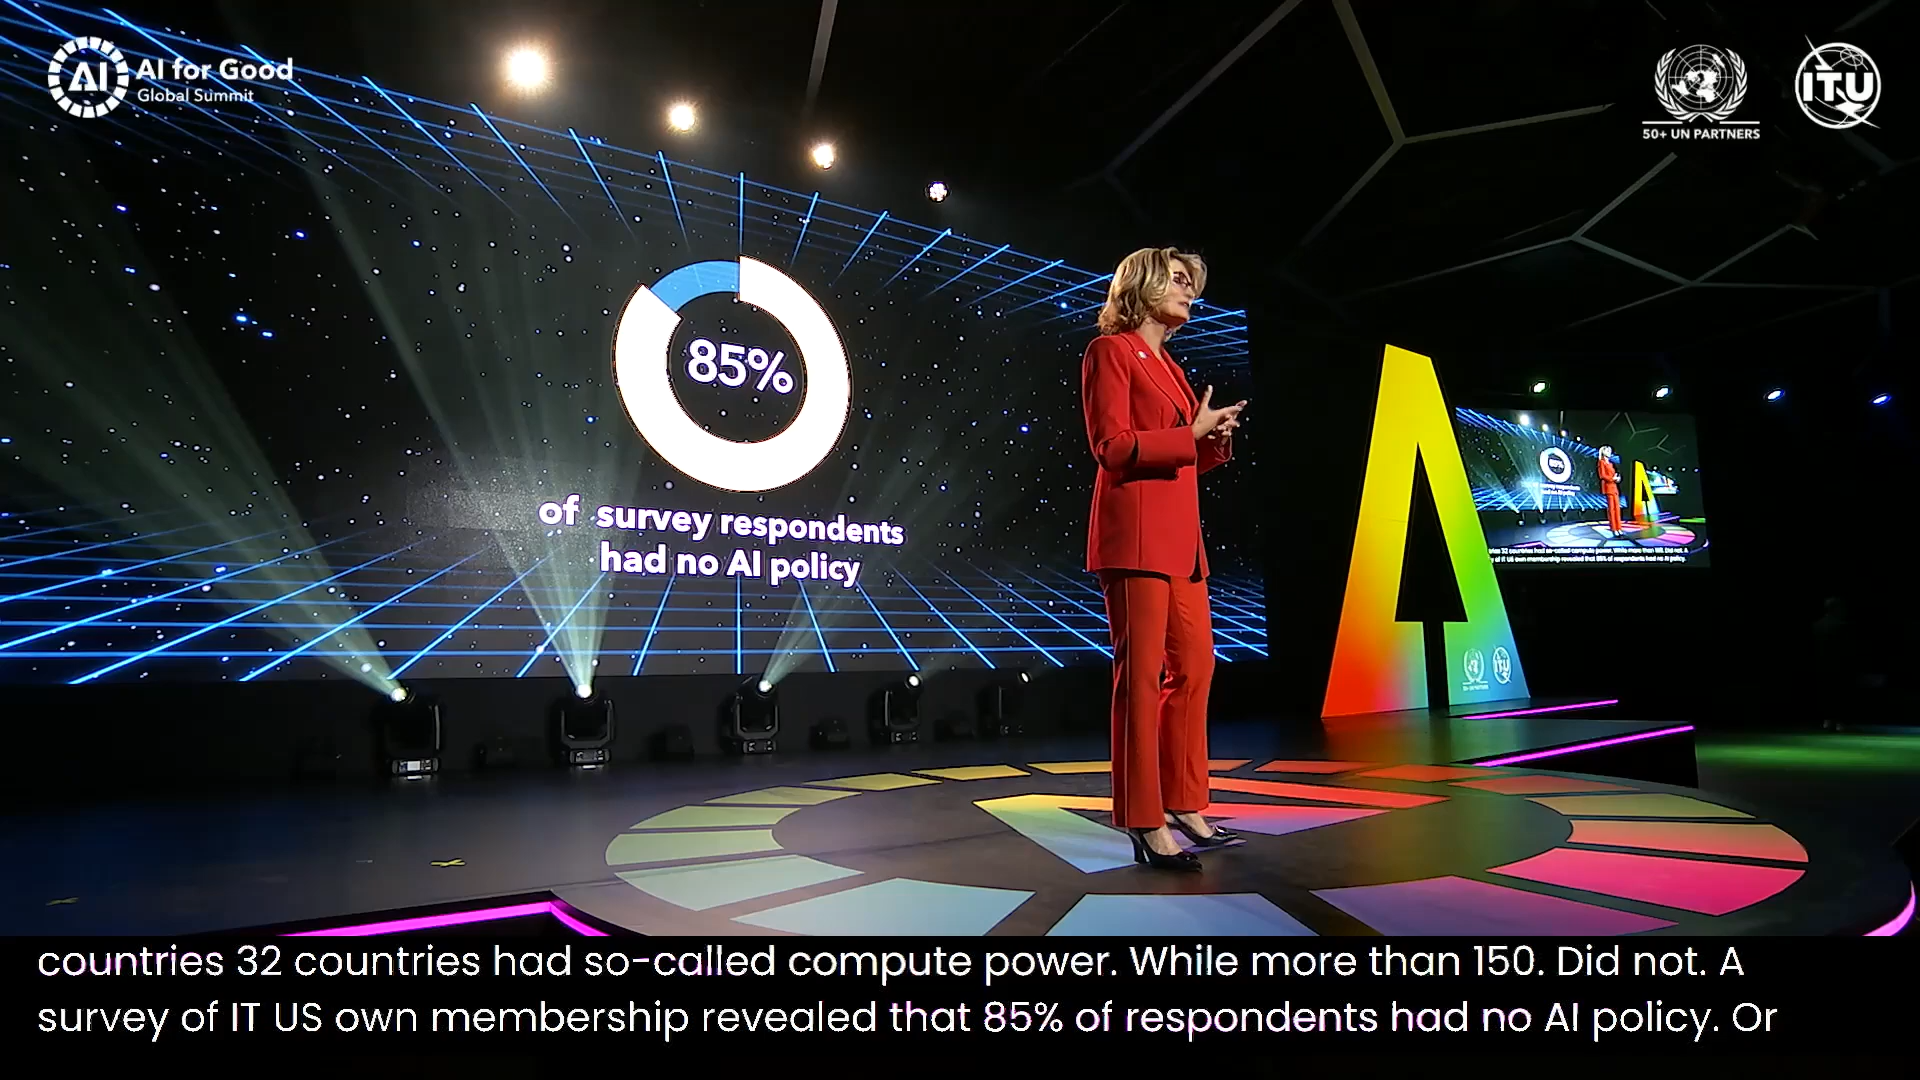 AI
AI for Good
Global Summit
50+ UN PARTNERS
ITU
85%
of survey respondents
had no AI policy
countries 32 countries had so-called compute power. While more than 150. Did not. A
survey of IT US own membership revealed that 85% of respondents had no AI policy. Or